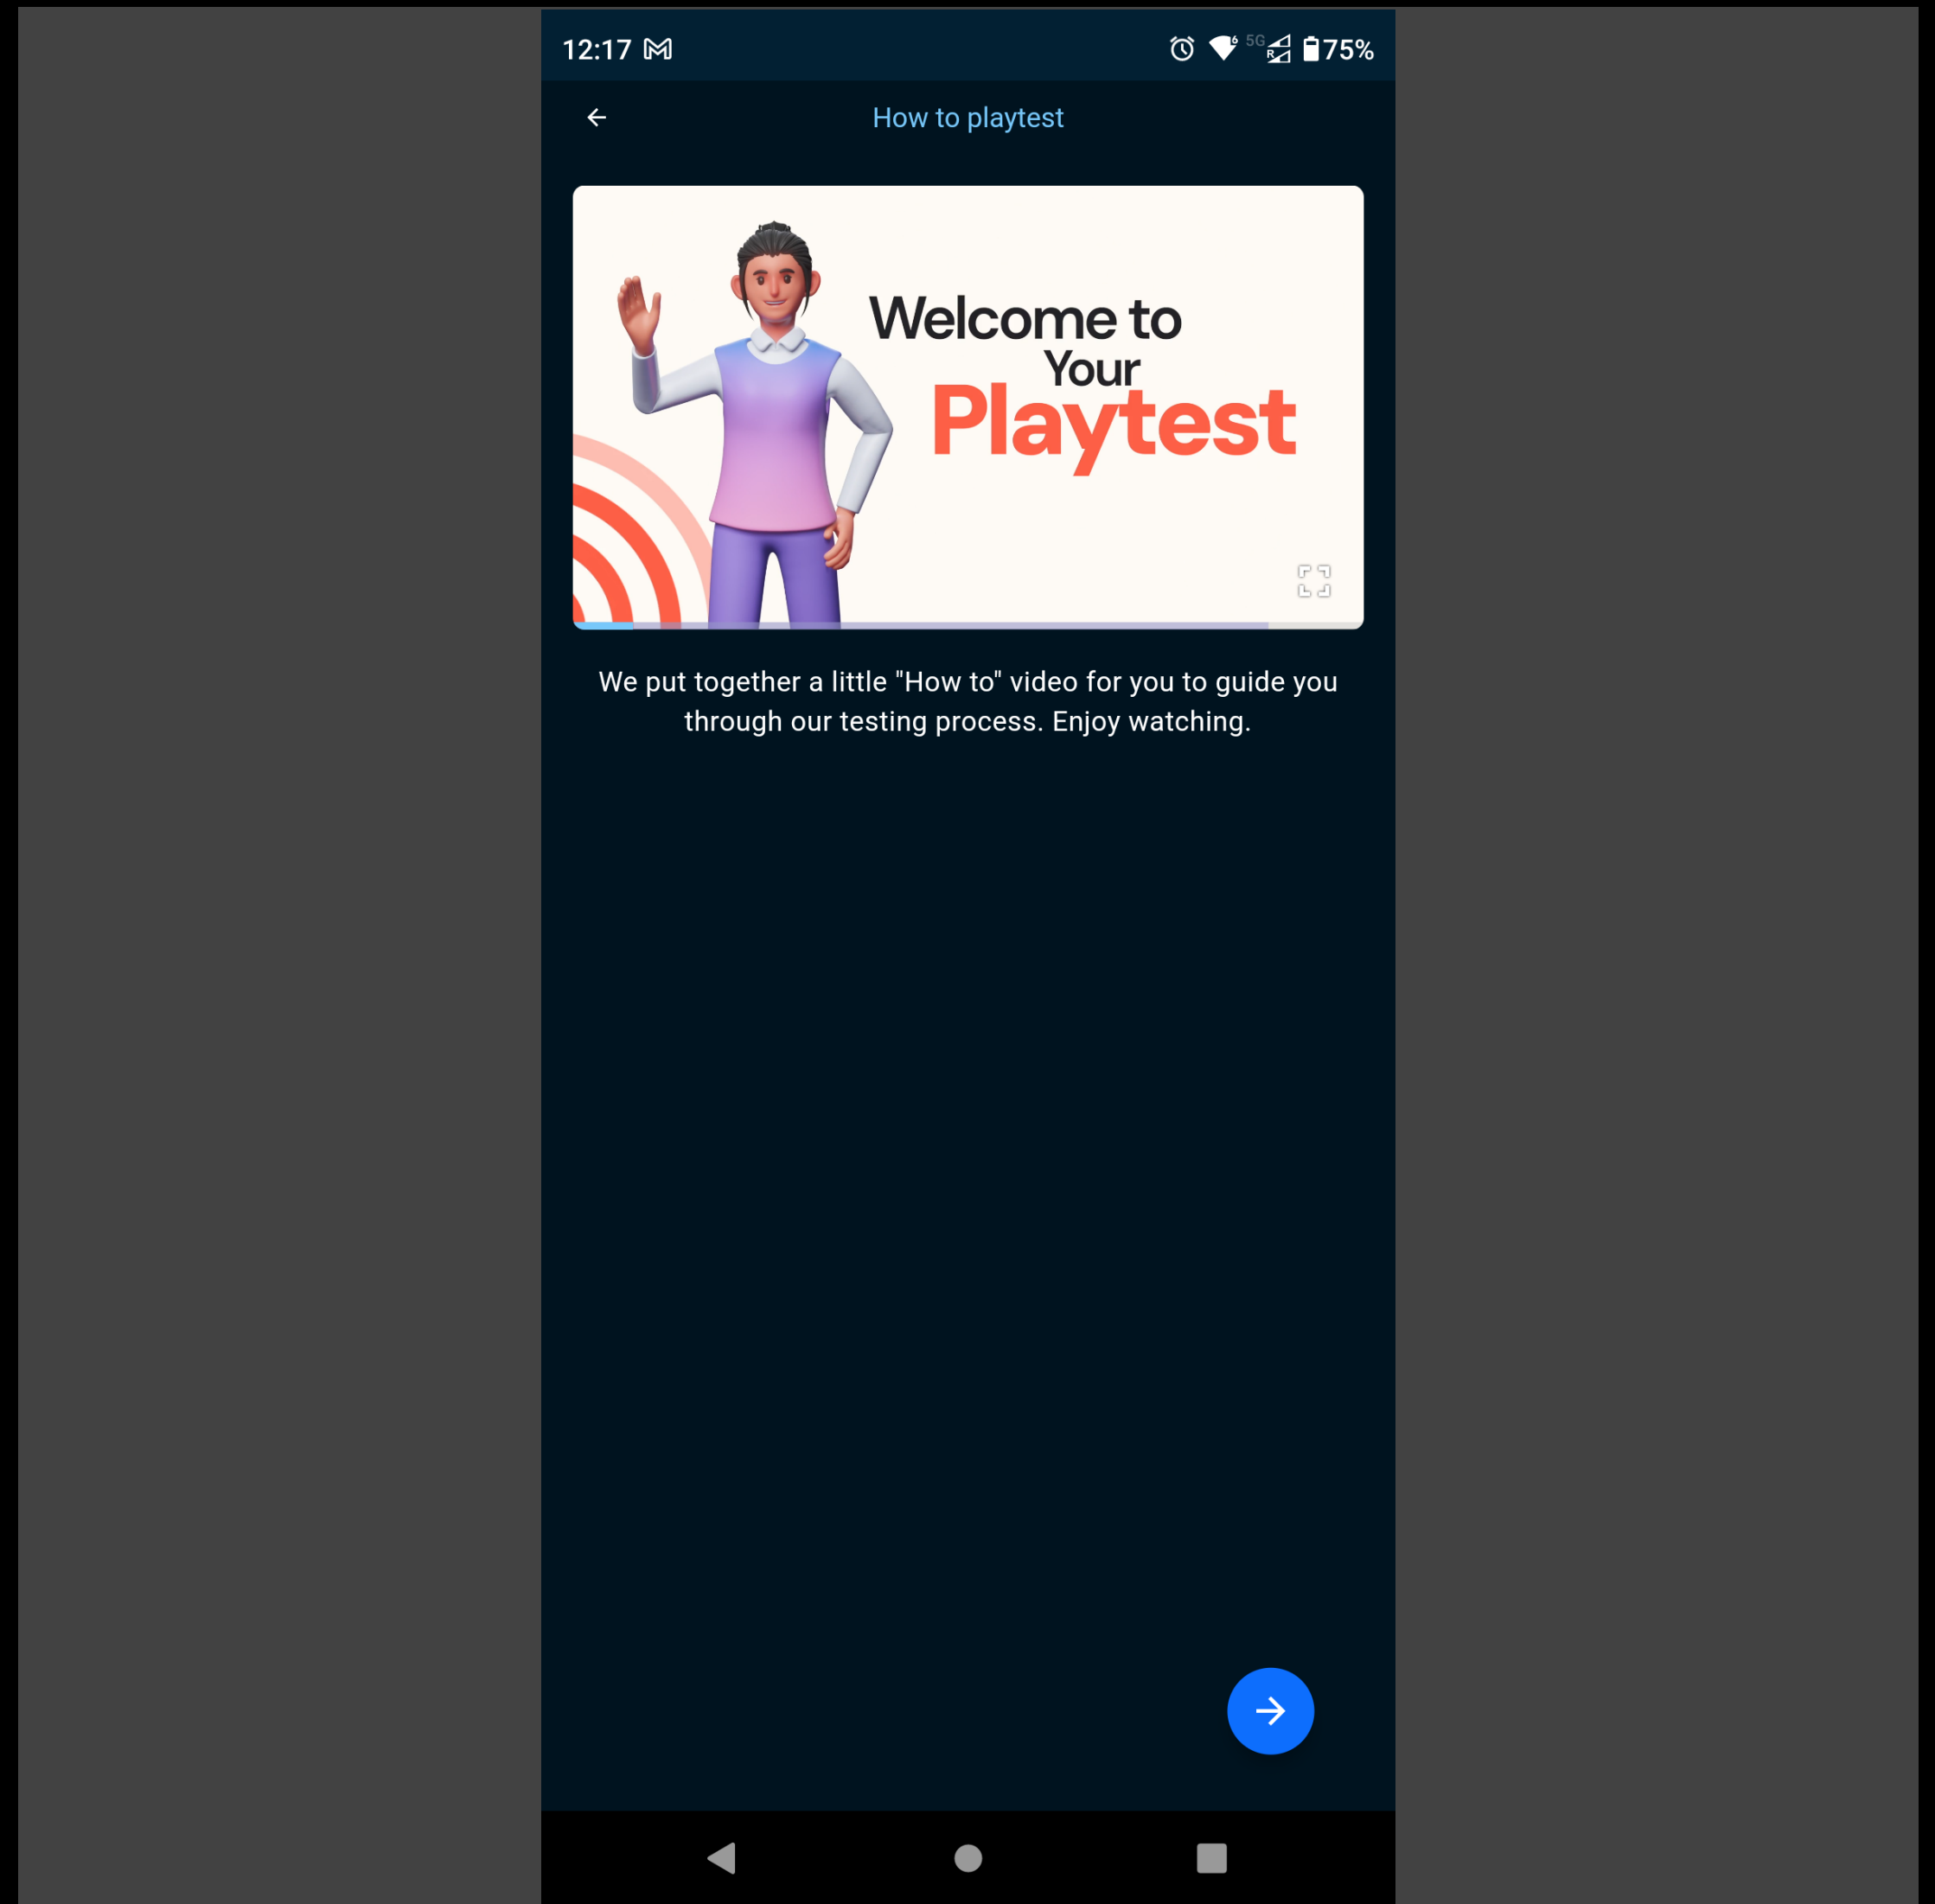 12:17
5G
6
R
75%
How to playtest
Welcome to
Your
Playtest
We put together a little "How to" video for you to guide you
through our testing process. Enjoy watching.